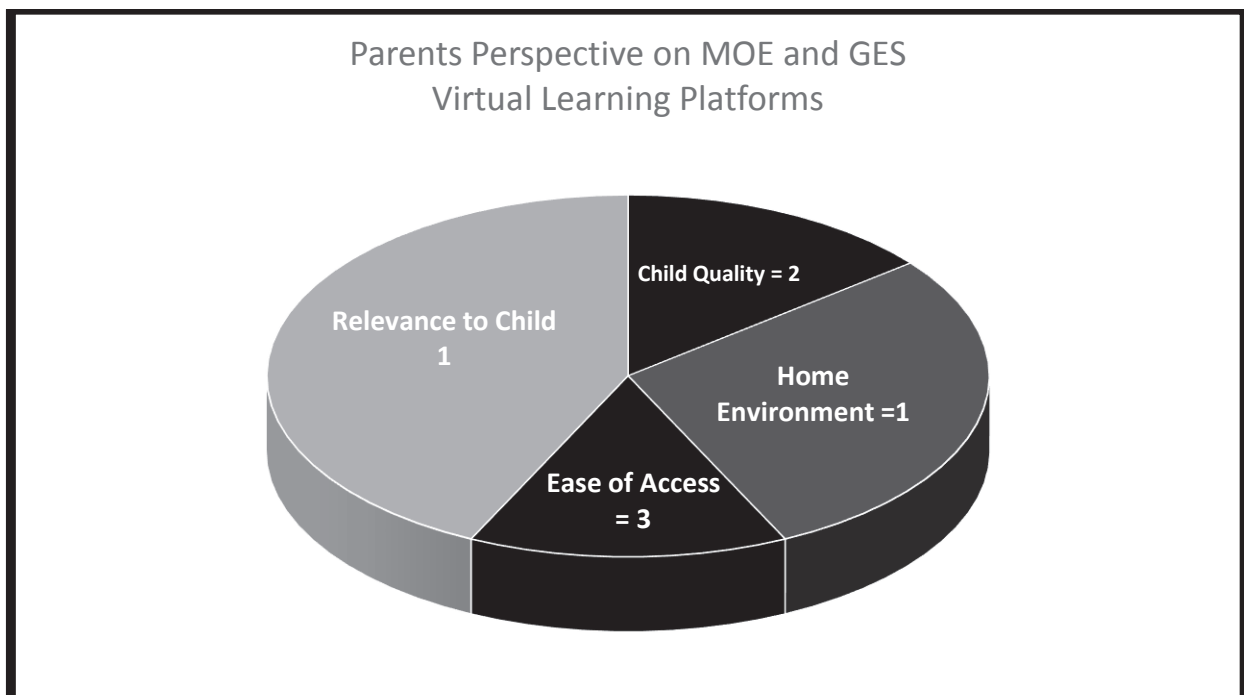 Parents Perspective on MOE and GES
Virtual Learning Platforms
Child Quality = 2
Relevance to Child
1
Home
Environment =1
Ease of Access
= 3